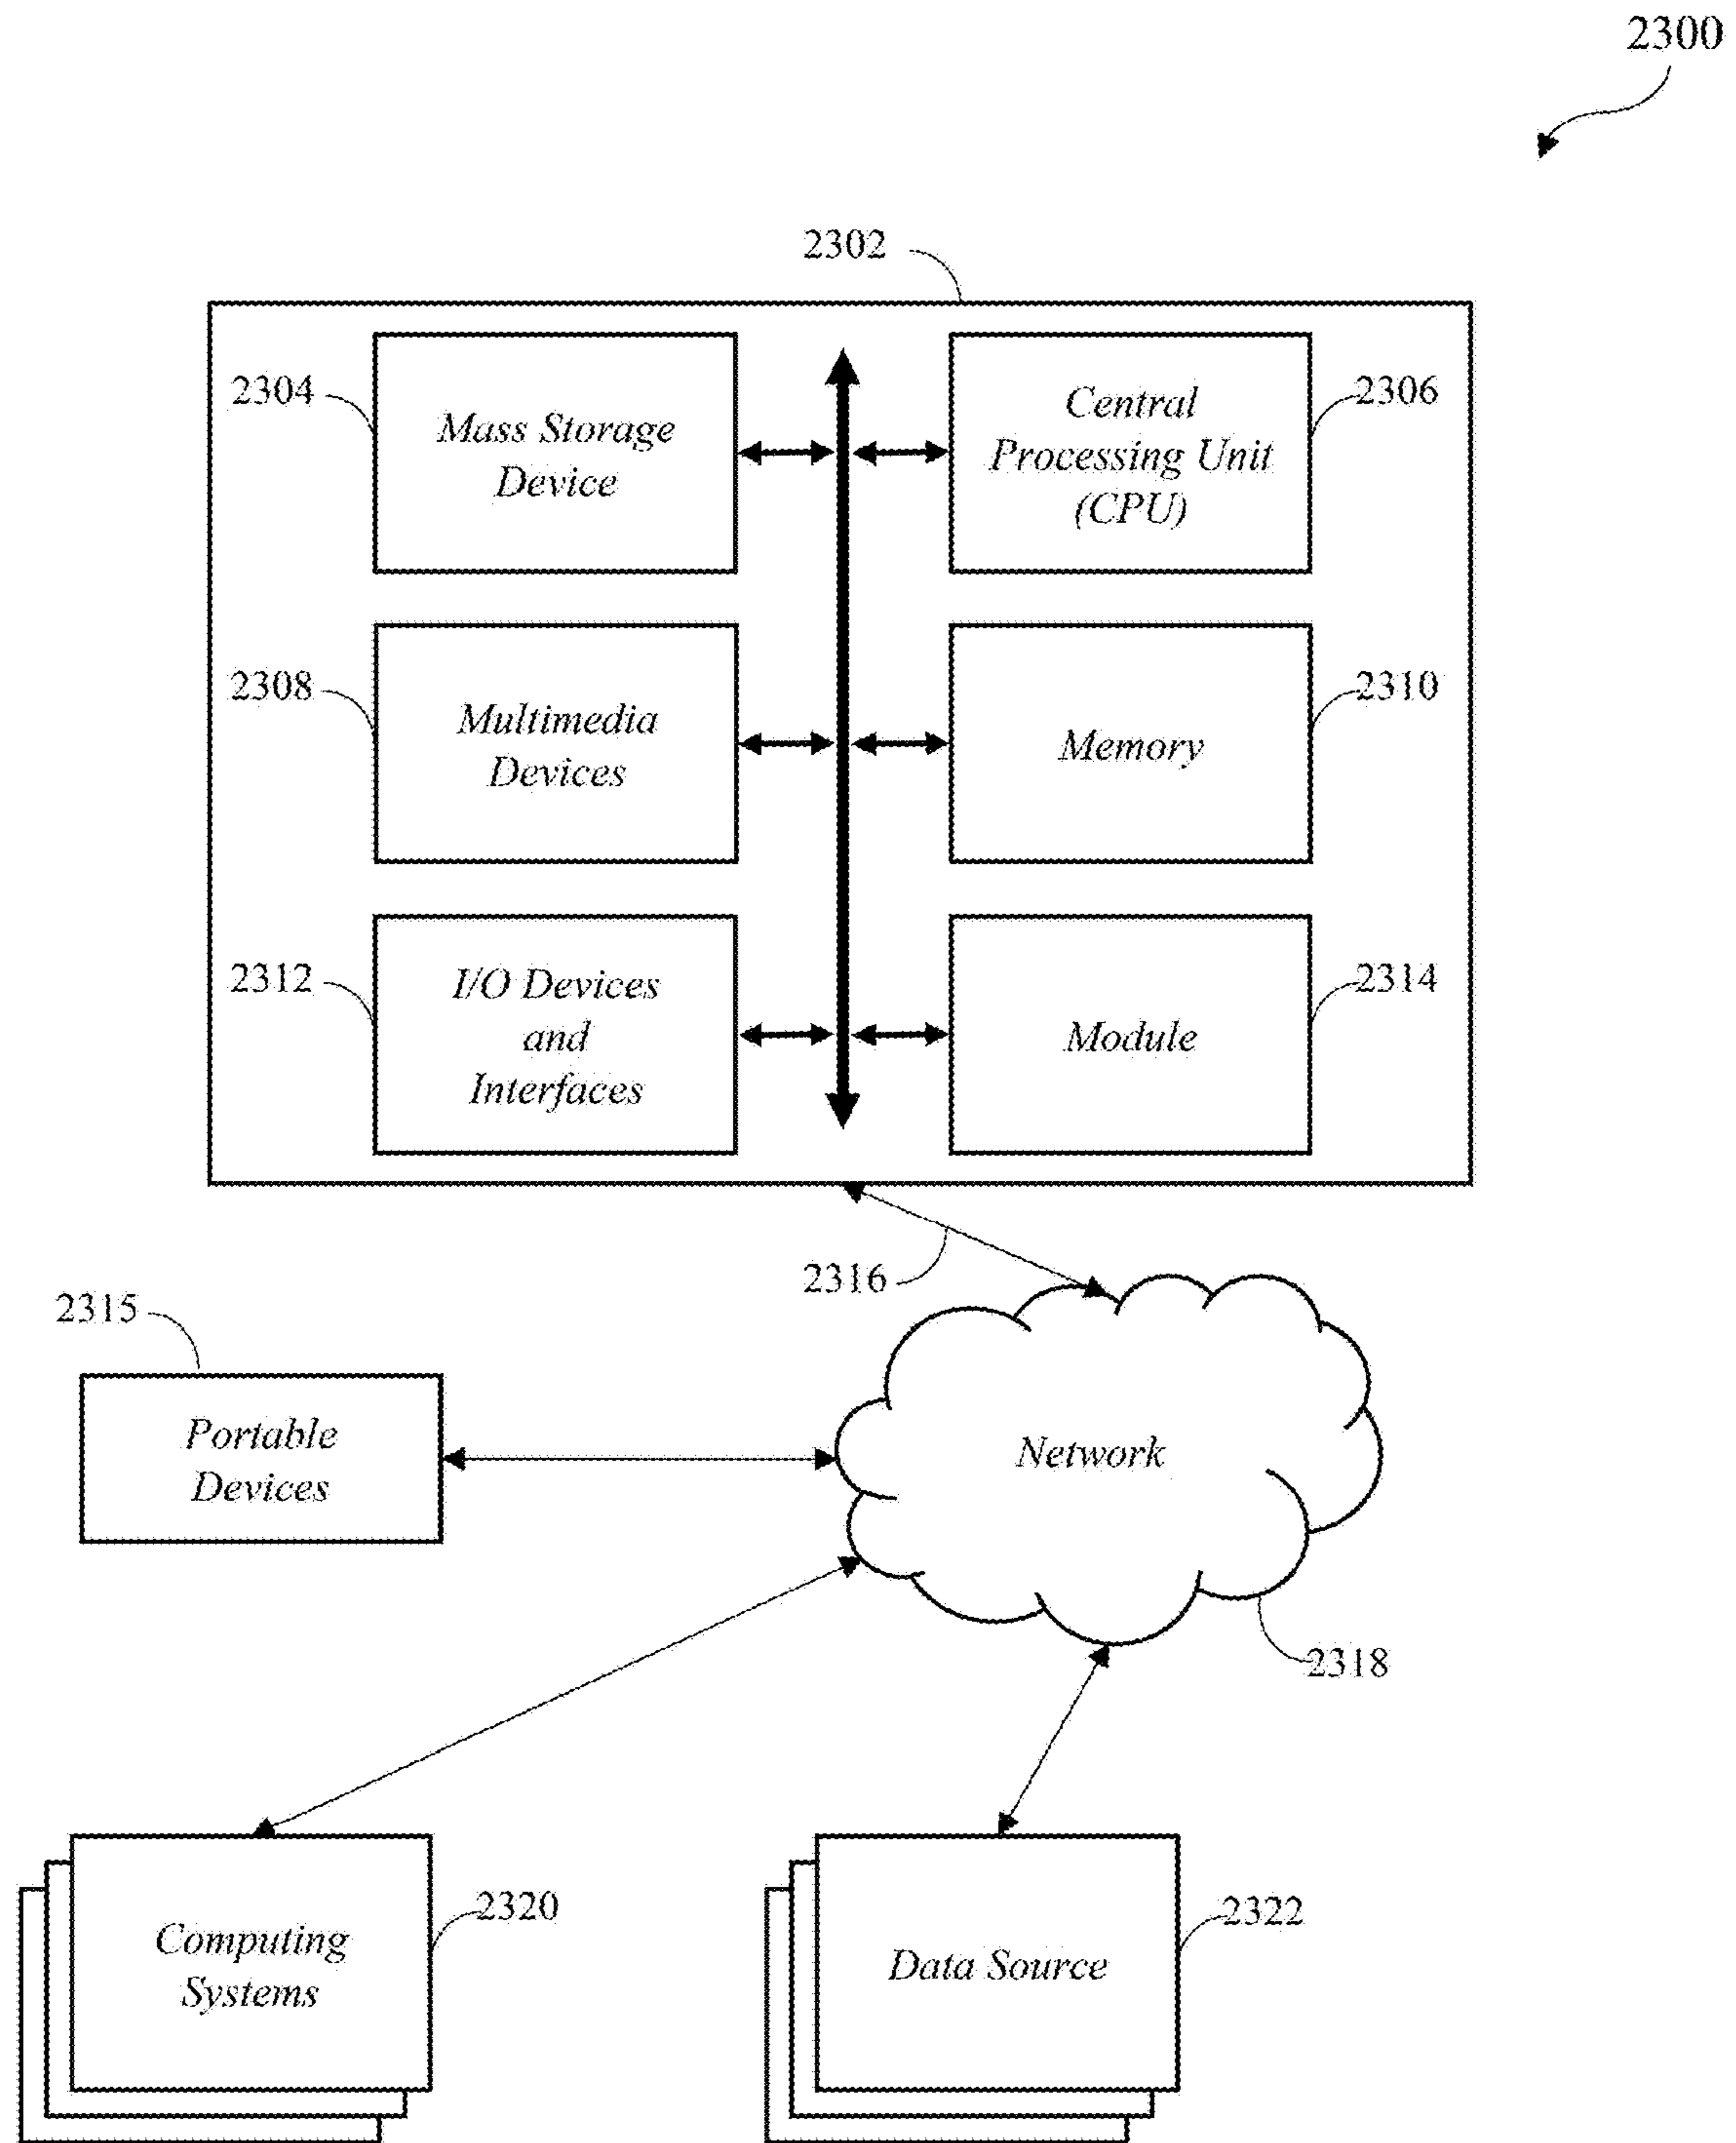 2300
2302
2304
Mass Storage
Device
Central
Processing Unit
(CPU)
2306
2308
Multimedia
Devices
Memory
2310
2312
I/O Devices
and
Interfaces
Module
2314
2316
2315
Portable
Devices
Network
2318
Computing
Systems
2320
Data Source
2322